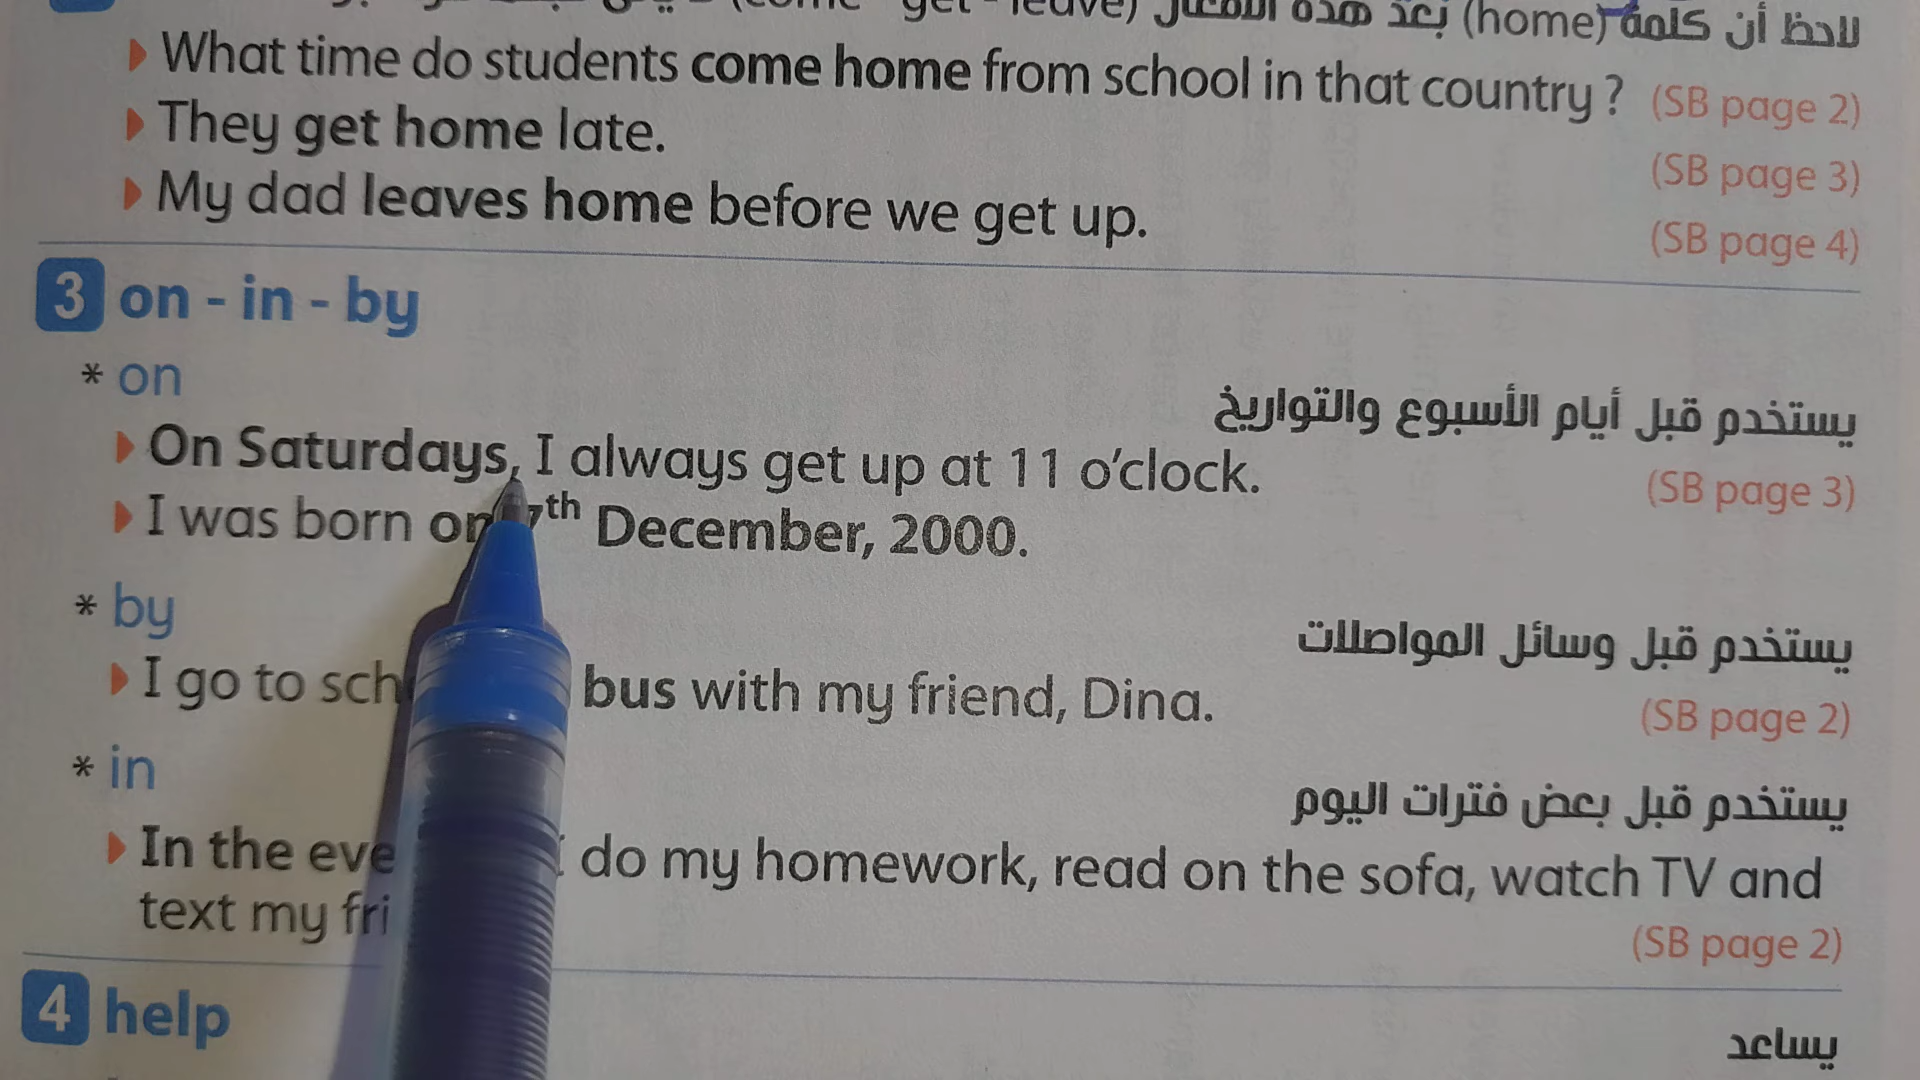 لاحظ أن كلمة (home) بعد هذه الأفعال (come - get - leave)
What time do students come home from school in that country ? (SB page 2)
They get home late. (SB page 3)
My dad leaves home before we get up. (SB page 4)
3 on - in - by
* on يستخدم قبل أيام الأسبوع والتواريخ
On Saturdays, I always get up at 11 o'clock. (SB page 3)
I was born on 7th December, 2000.
* by يستخدم قبل وسائل المواصلات
I go to bus with my friend, Dina. (SB page 2)
* in يستخدم قبل بعض فترات اليوم
In the do my homework, read on the sofa, watch TV and
text my (SB page 2)
4 help يساعد